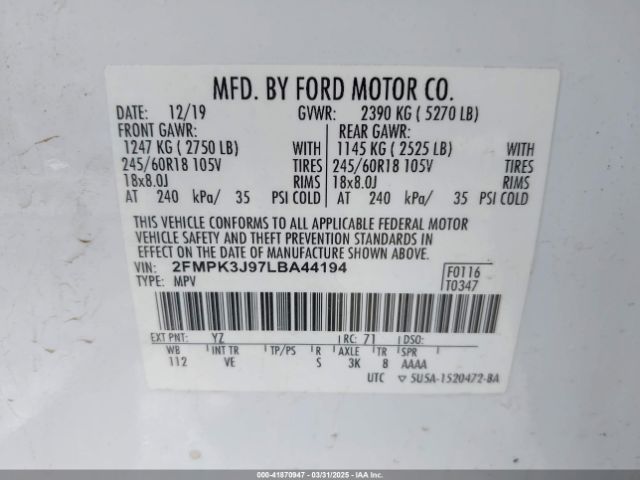 MFD. BY FORD MOTOR CO.
DATE: 12/19 GVWR: 2390 KG ( 5270 LB)
FRONT GAWR: REAR GAWR:
1247 KG ( 2750 LB) WITH 1145 KG ( 2525 LB) WITH
245/60R18 105V TIRES 245/60R18 105V TIRES
18x8.0J RIMS 18x8.0J RIMS
AT 240 kPa/ 35 PSI COLD AT 240 kPa/ 35 PSI COLD
THIS VEHICLE CONFORMS TO ALL APPLICABLE FEDERAL MOTOR
VEHICLE SAFETY AND THEFT PREVENTION STANDARDS IN
EFFECT ON THE DATE OF MANUFACTURE SHOWN ABOVE.
VIN: 2FMPK3J97LBA44194 F0116
TYPE: MPV T0347
EXT PNT: YZ RC: 71 DSO:
WB INT TR TP/PS R AXLE TR SPR
112 VE S 3K 8 AAAA
UTC ▽ 5U5A-1520472-BA
000-41870947 - 03/31/2025 - IAAI Copart